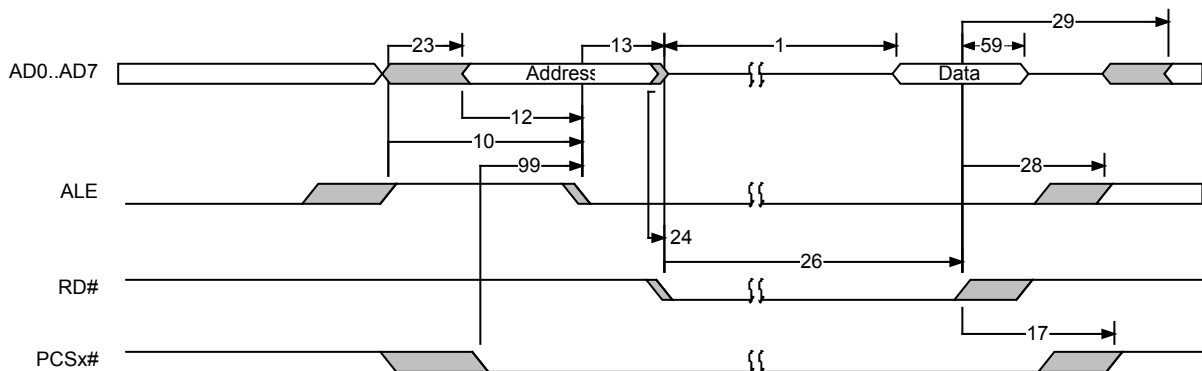 29
23 13 1 59
AD0..AD7 Address Data
12
10
99 28
ALE
24
26
RD#
17
PCSx#